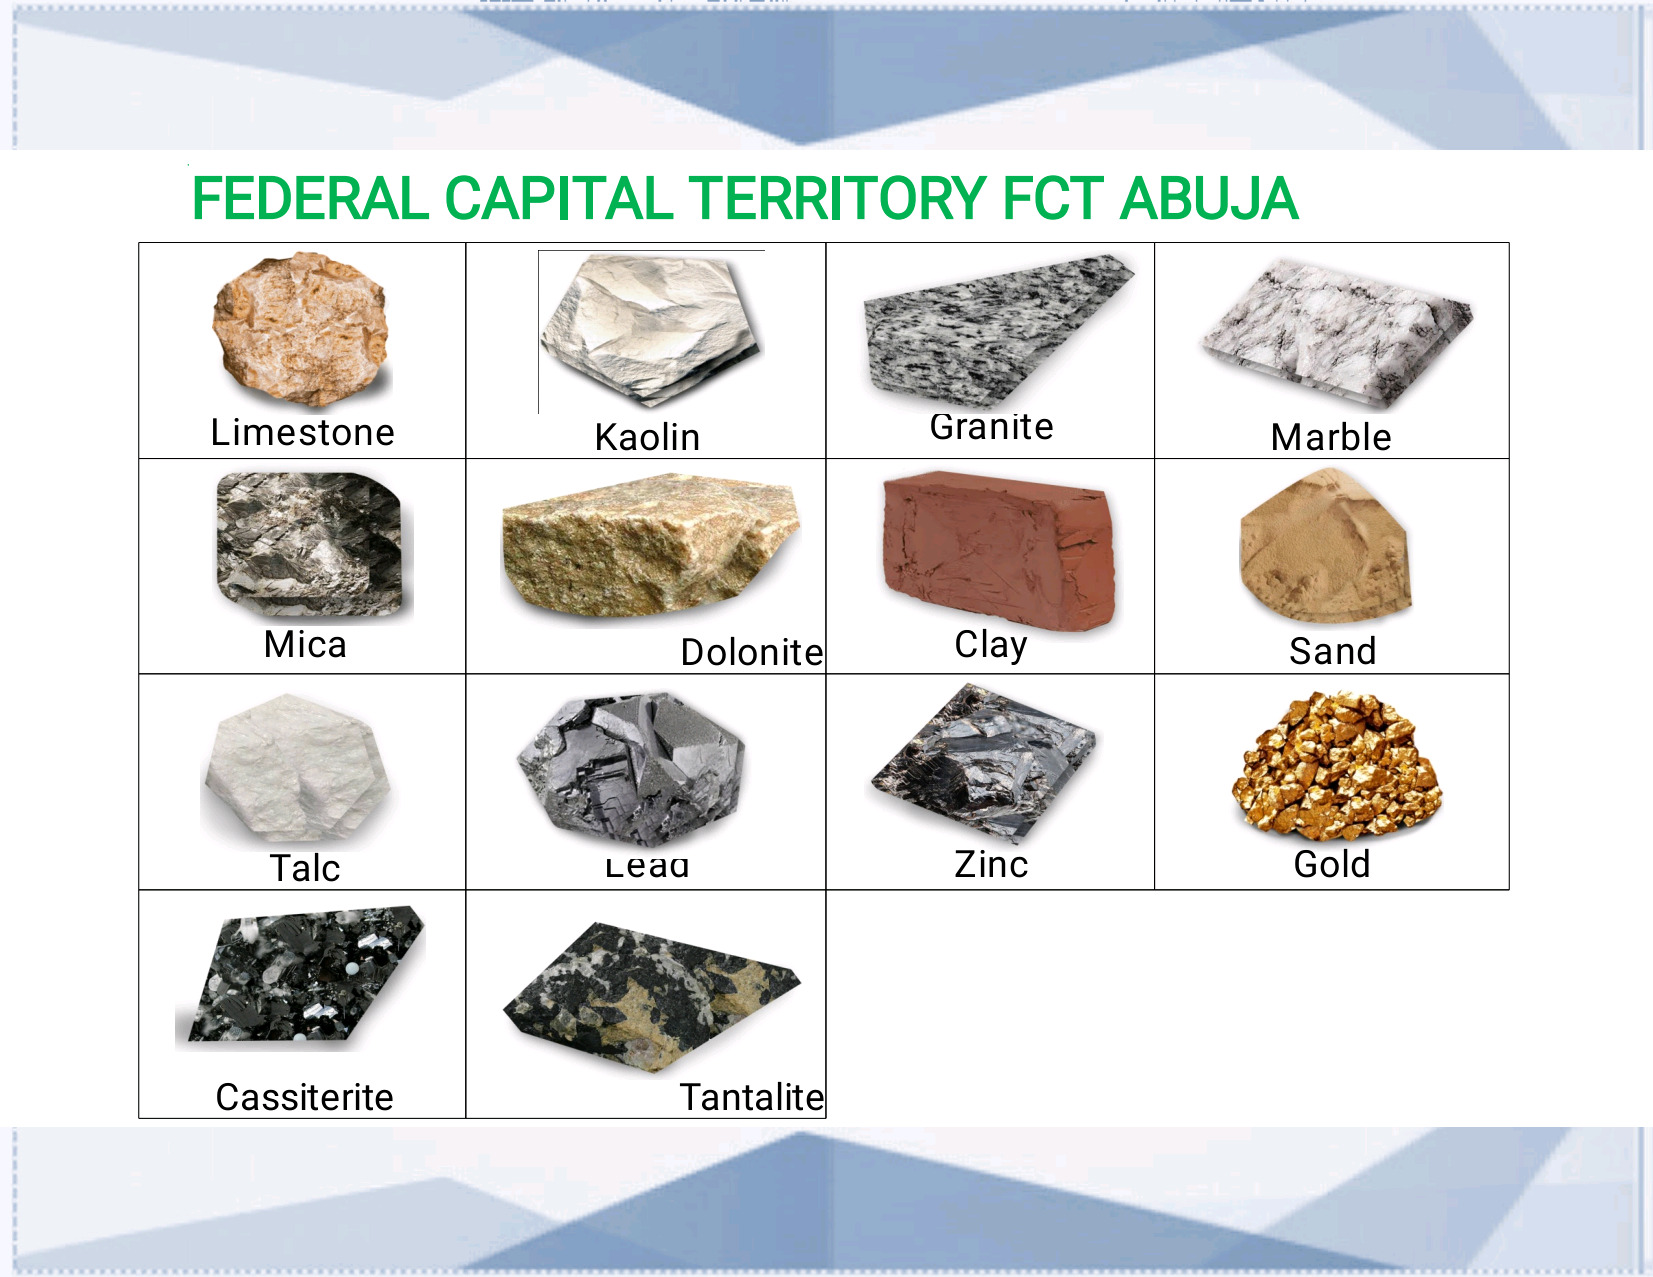 FEDERAL CAPITAL TERRITORY FCT ABUJA
Limestone
Kaolin
Granite
Marble
Mica
Dolonite
Clay
Sand
Talc
Lead
Zinc
Gold
Cassiterite
Tantalite